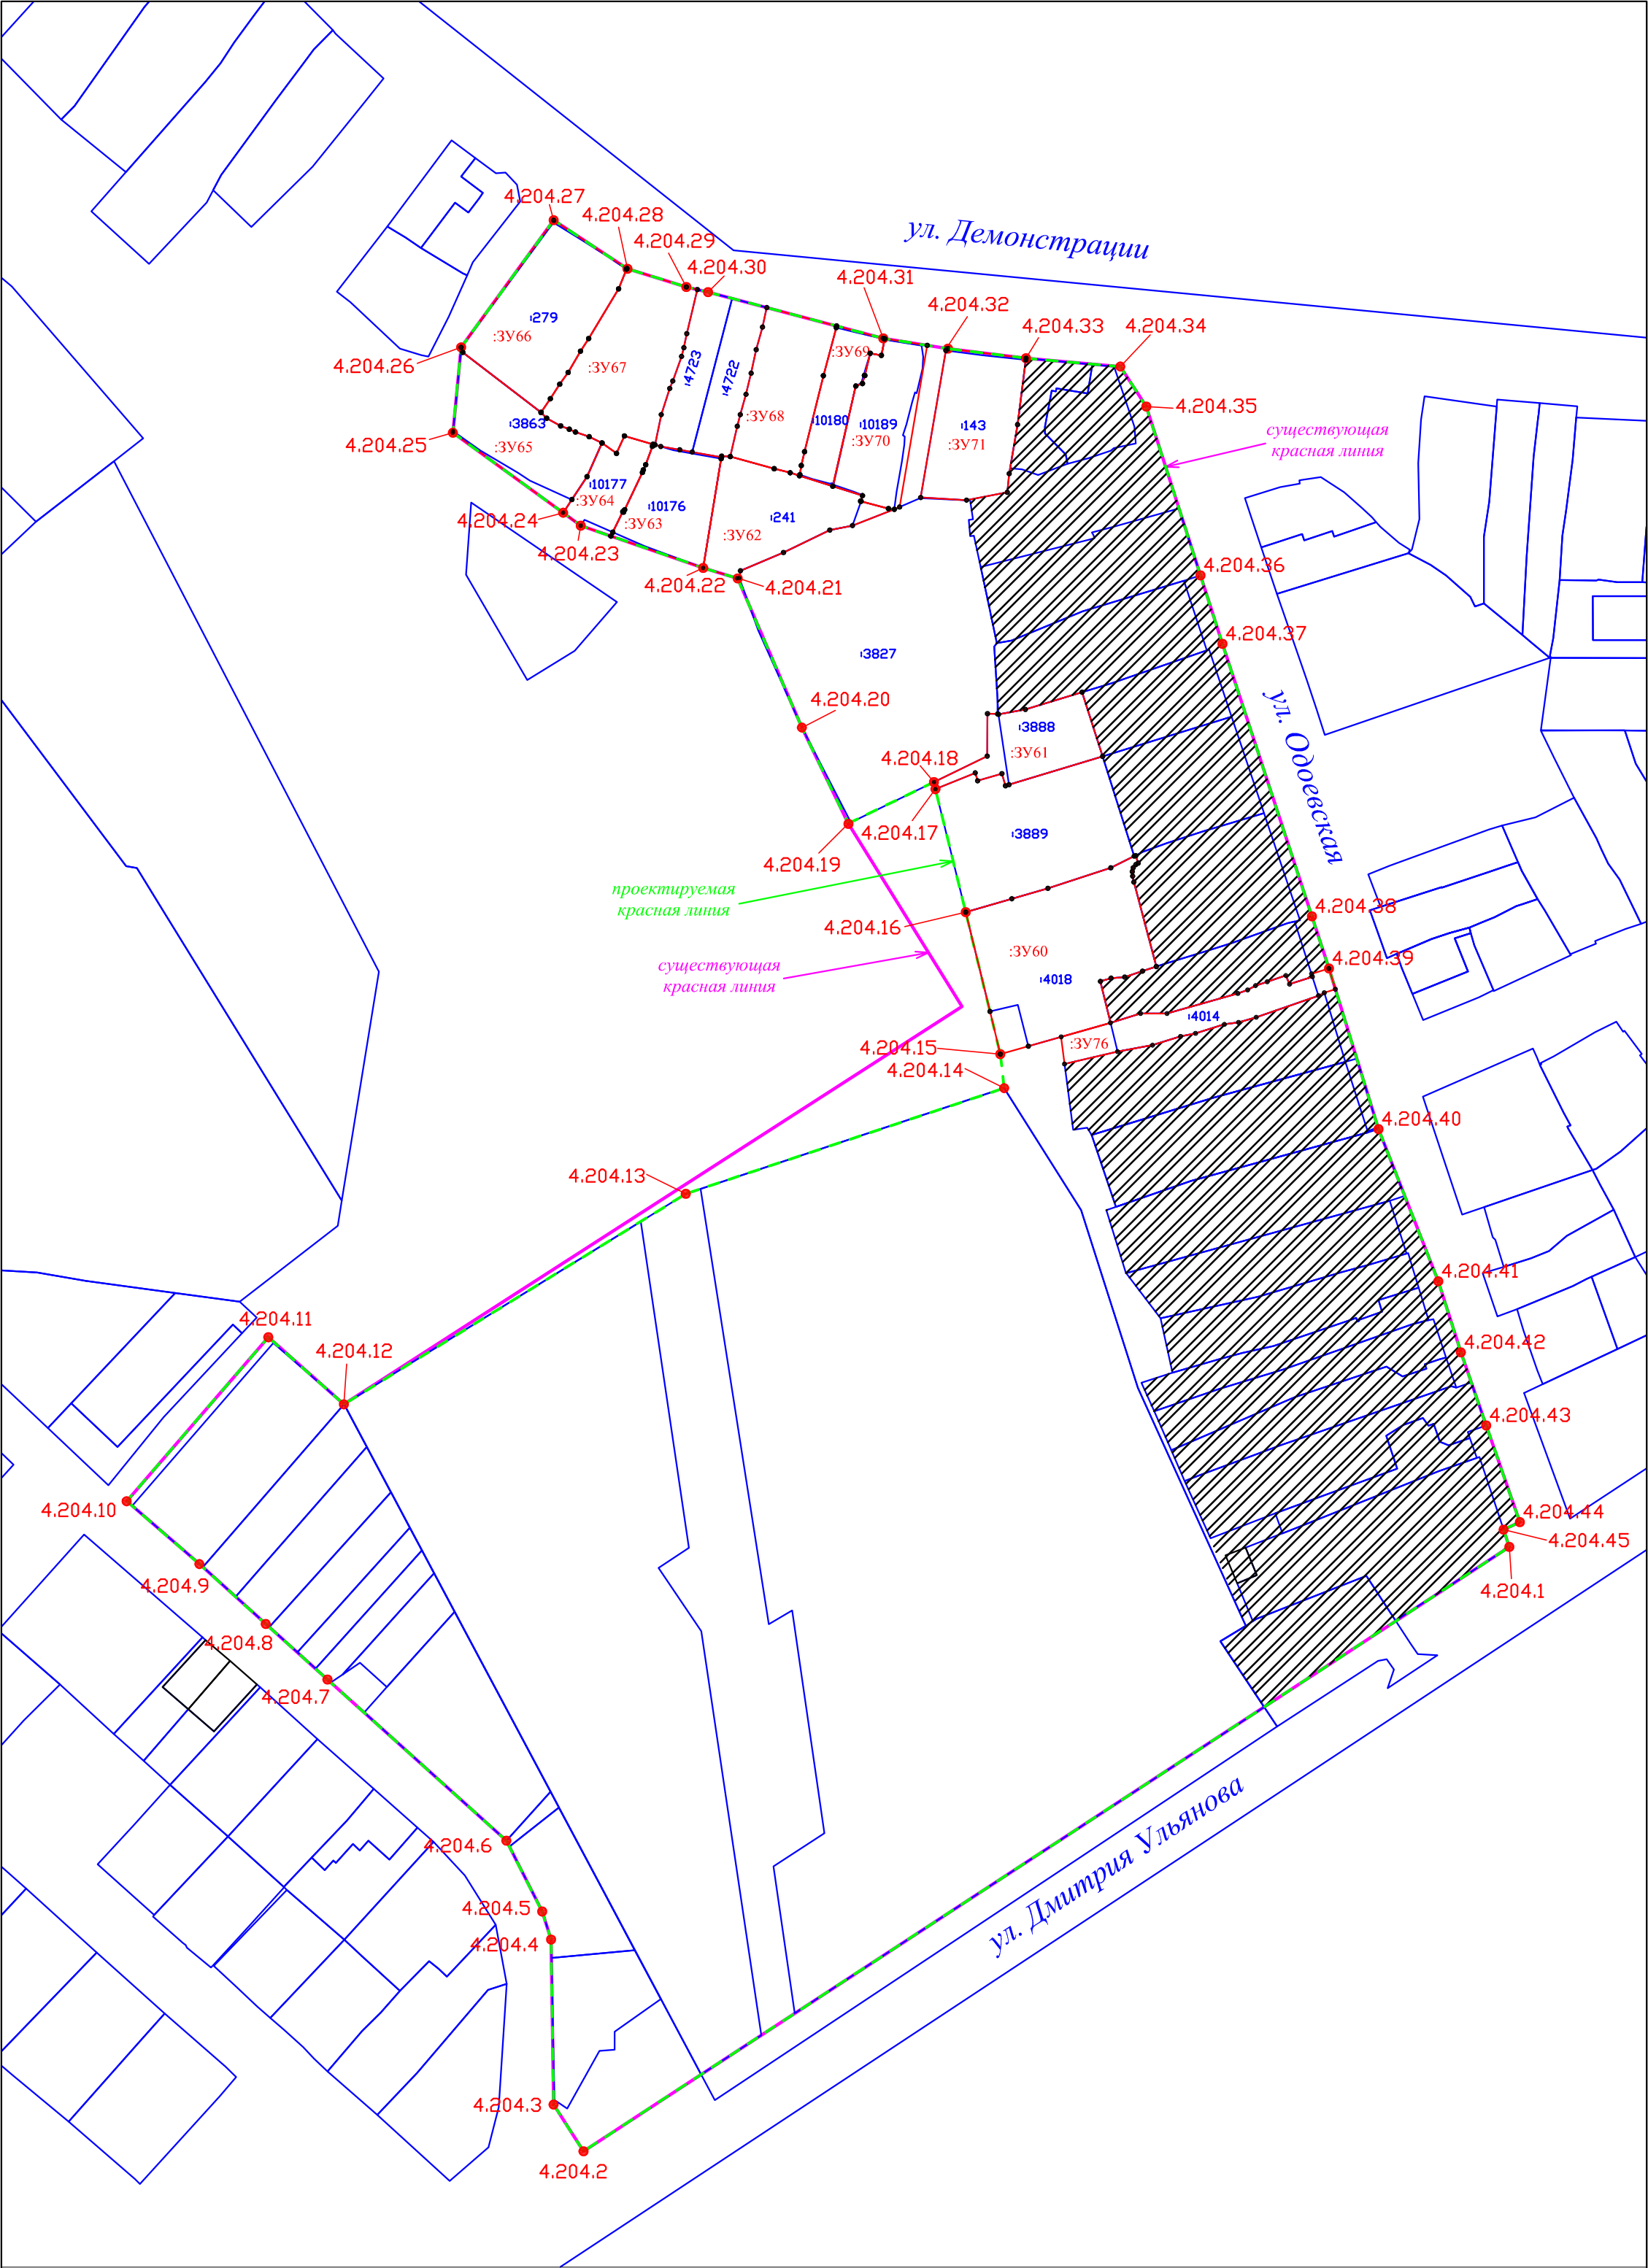 4.204.27
4.204.28
4.204.29
4.204.30
4.204.31
4.204.32
4.204.33
4.204.34
ул. Демонстрации
:279
:ЗУ66
:ЗУ67
:4723
:4722
:ЗУ68
:ЗУ69
:10180
:10189
:ЗУ70
:143
:ЗУ71
4.204.35
существующая
красная линия
4.204.26
4.204.25
:3863
:ЗУ65
:10177
:ЗУ64
:10176
:ЗУ63
:241
:ЗУ62
4.204.24
4.204.23
4.204.22
4.204.21
4.204.36
4.204.37
:3827
ул. Одоевская
4.204.20
:3888
:ЗУ61
4.204.18
4.204.17
4.204.19
:3889
проектируемая
красная линия
4.204.16
4.204.38
:ЗУ60
:4018
4.204.39
существующая
красная линия
:4014
:ЗУ76
4.204.15
4.204.14
4.204.40
4.204.13
4.204.41
4.204.11
4.204.12
4.204.42
4.204.43
4.204.10
4.204.44
4.204.45
4.204.9
4.204.1
4.204.8
4.204.7
ул. Дмитрия Ульянова
4.204.6
4.204.5
4.204.4
4.204.3
4.204.2